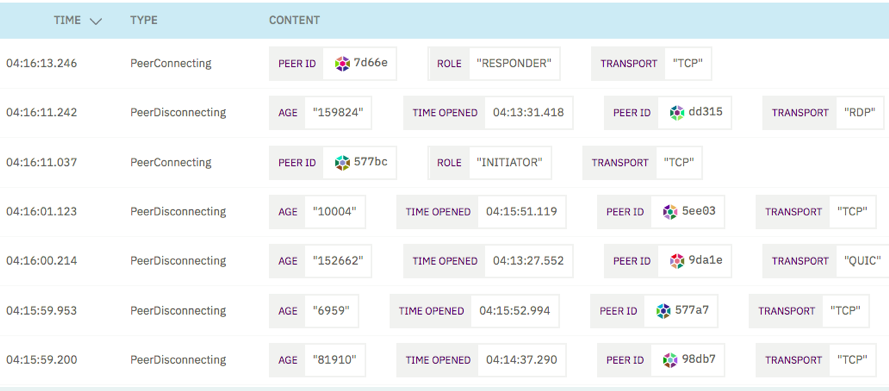 TIME TYPE CONTENT
04:16:13.246 PeerConnecting PEER ID 7d66e ROLE "RESPONDER" TRANSPORT "TCP"
04:16:11.242 PeerDisconnecting AGE "159824" TIME OPENED 04:13:31.418 PEER ID dd315 TRANSPORT "RDP"
04:16:11.037 PeerConnecting PEER ID 577bc ROLE "INITIATOR" TRANSPORT "TCP"
04:16:01.123 PeerDisconnecting AGE "10004" TIME OPENED 04:15:51.119 PEER ID 5ee03 TRANSPORT "TCP"
04:16:00.214 PeerDisconnecting AGE "152662" TIME OPENED 04:13:27.552 PEER ID 9da1e TRANSPORT "QUIC"
04:15:59.953 PeerDisconnecting AGE "6959" TIME OPENED 04:15:52.994 PEER ID 577a7 TRANSPORT "TCP"
04:15:59.200 PeerDisconnecting AGE "81910" TIME OPENED 04:14:37.290 PEER ID 98db7 TRANSPORT "TCP"